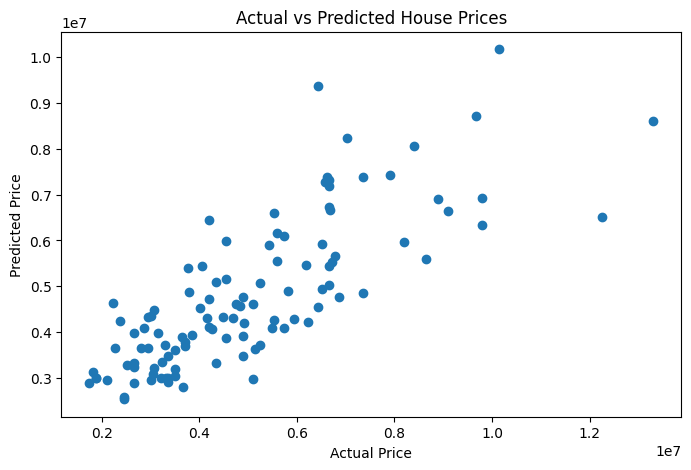 Actual vs Predicted House Prices
1e7
1.0
0.9
0.8
0.7
0.6
0.5
0.4
0.3
Predicted Price
0.2 0.4 0.6 0.8 1.0 1.2
Actual Price
1e7